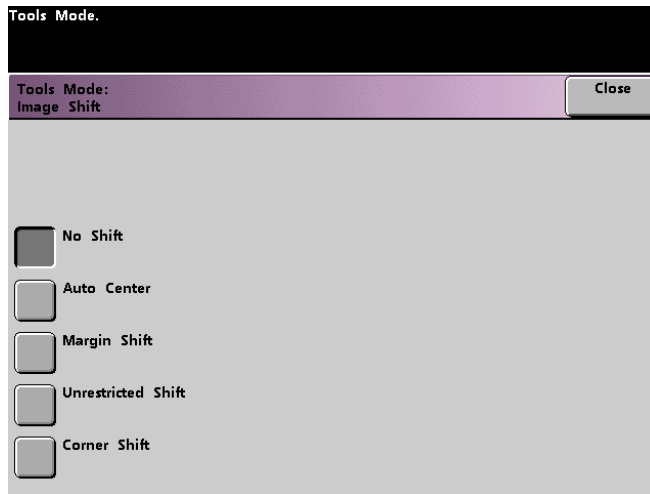 Tools Mode.
Tools Mode:
Image Shift
Close
No Shift
Auto Center
Margin Shift
Unrestricted Shift
Corner Shift